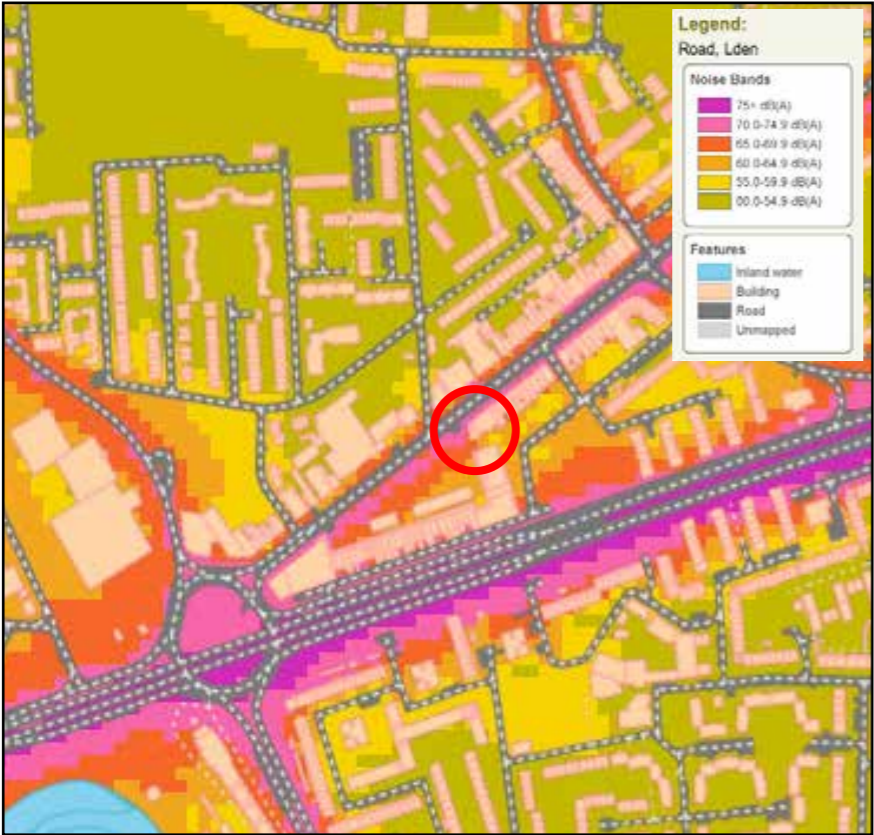 Legend:
Road, Lden
Noise Bands
75+ dB(A)
70.0-74.9 dB(A)
65.0-69.9 dB(A)
60.0-64.9 dB(A)
55.0-59.9 dB(A)
00.0-54.9 dB(A)
Features
Inland water
Building
Road
Unmapped